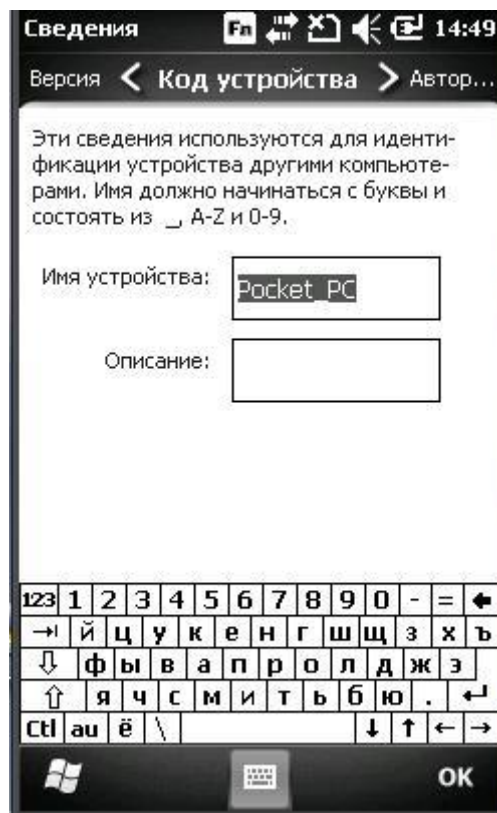 Сведения Fn 14:49
Версия Код устройства Автор...
Эти сведения используются для иденти-
фикации устройства другими компьюте-
рами. Имя должно начинаться с буквы и
состоять из _, A-Z и 0-9.
Имя устройства: Pocket_PC
Описание:
123 1 2 3 4 5 6 7 8 9 0 - =
й ц у к е н г ш щ з х ъ
ф ы в а п р о л д ж э
я ч с м и т ь б ю .
Ctl au ё \
OK